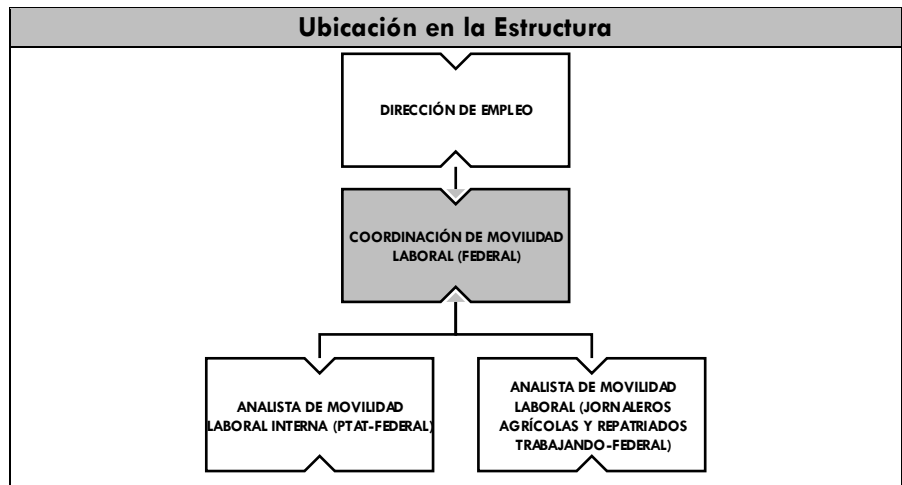 Ubicación en la Estructura
DIRECCIÓN DE EMPLEO
COORDINACIÓN DE MOVILIDAD
LABORAL (FEDERAL)
ANALISTA DE MOVILIDAD
LABORAL INTERNA (PTAT-FEDERAL)
ANALISTA DE MOVILIDAD
LABORAL (JORNALEROS
AGRÍCOLAS Y REPATRIADOS
TRABAJANDO-FEDERAL)